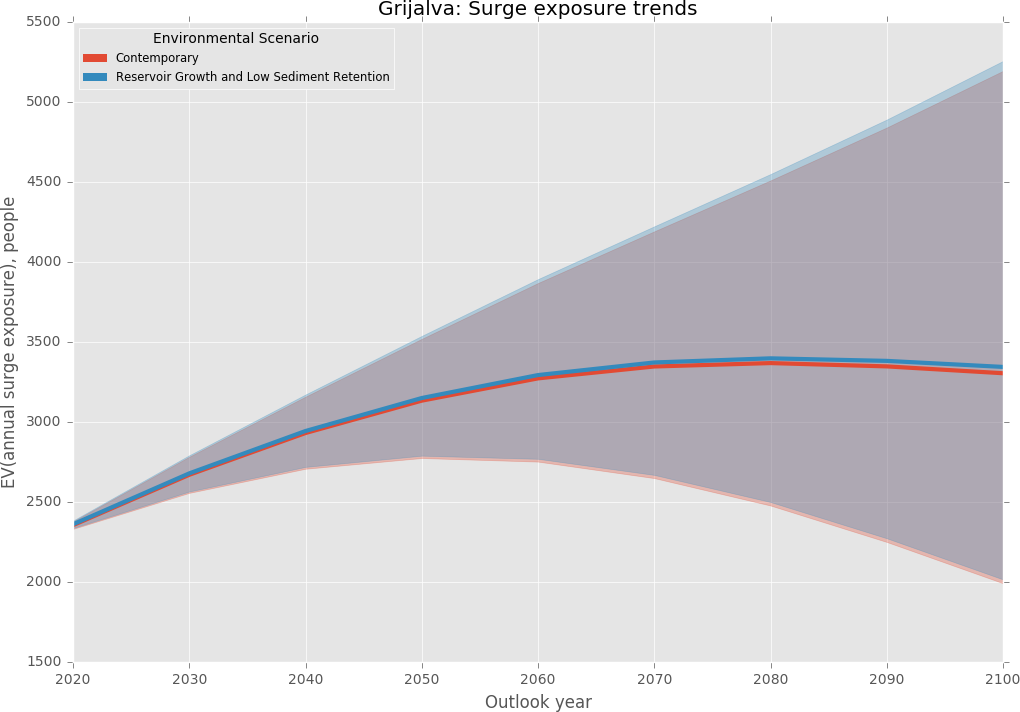 Grijalva: Surge exposure trends
5500
5000
4500
4000
3500
3000
2500
2000
1500
EV(annual surge exposure), people
Environmental Scenario
Contemporary
Reservoir Growth and Low Sediment Retention
2020 2030 2040 2050 2060 2070 2080 2090 2100
Outlook year